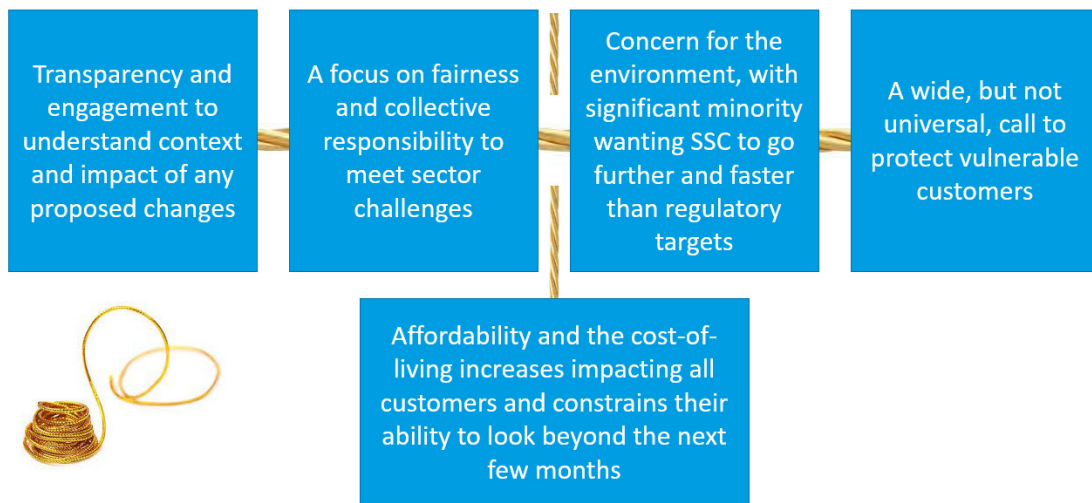 Transparency and
engagement to
understand context
and impact of any
proposed changes
A focus on fairness
and collective
responsibility to
meet sector
challenges
Concern for the
environment, with
significant minority
wanting SSC to go
further and faster
than regulatory
targets
A wide, but not
universal, call to
protect vulnerable
customers
Affordability and the cost-of-
living increases impacting all
customers and constrains their
ability to look beyond the next
few months